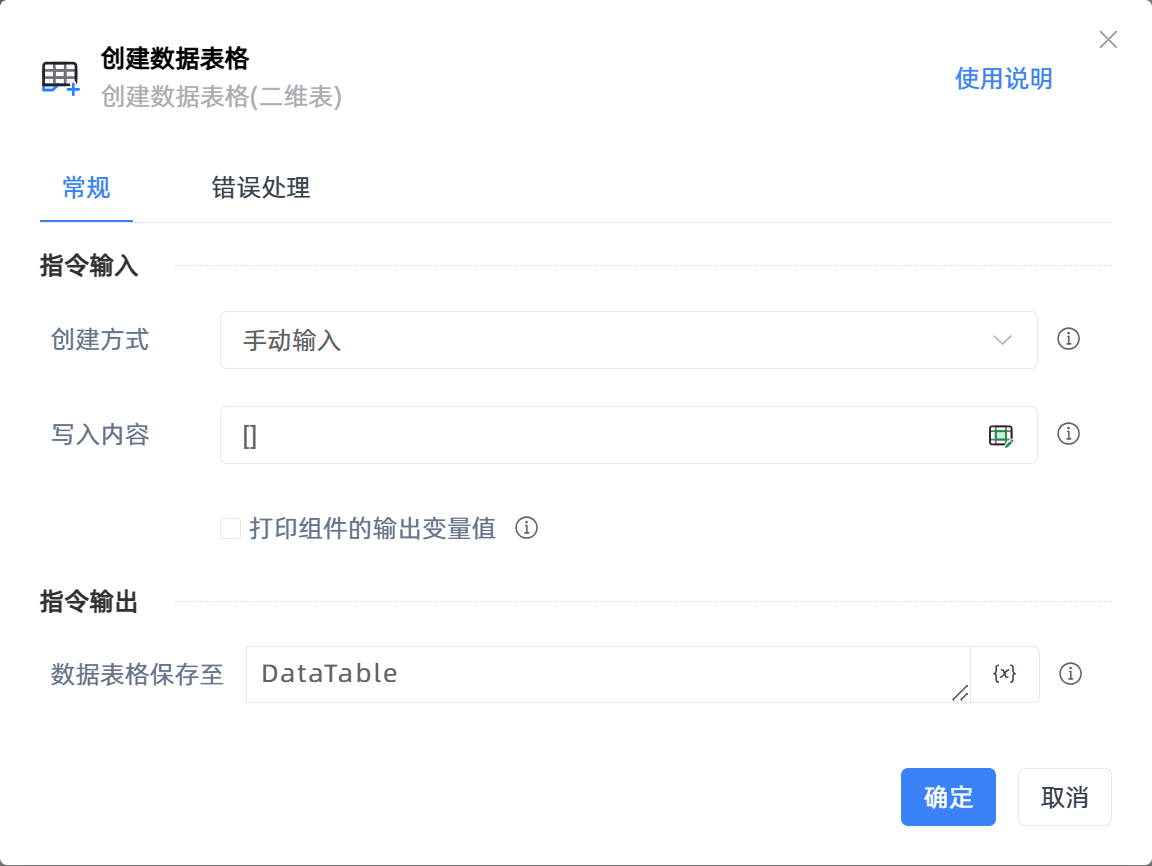 创建数据表格
创建数据表格(二维表)
使用说明
常规
错误处理
指令输入
创建方式
手动输入
写入内容
[]
打印组件的输出变量值
指令输出
数据表格保存至
DataTable
{x}
确定
取消